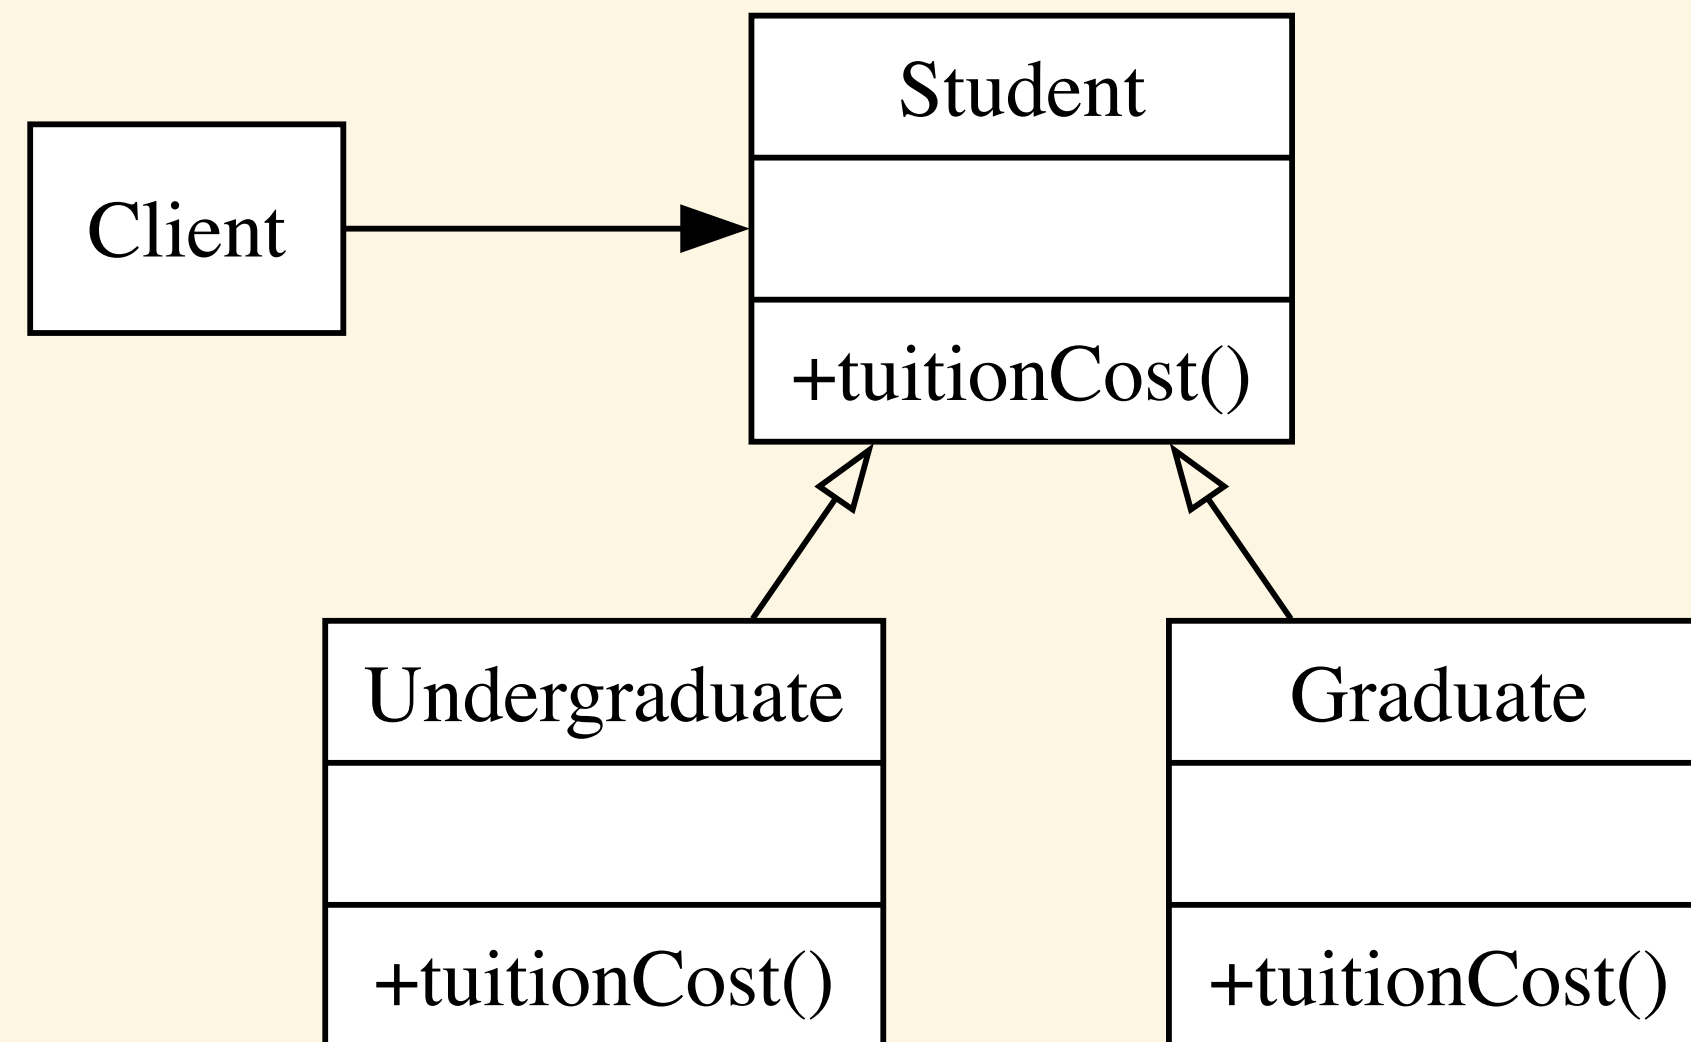 Student
Client
+tuitionCost()
Undergraduate
Graduate
+tuitionCost()
+tuitionCost()